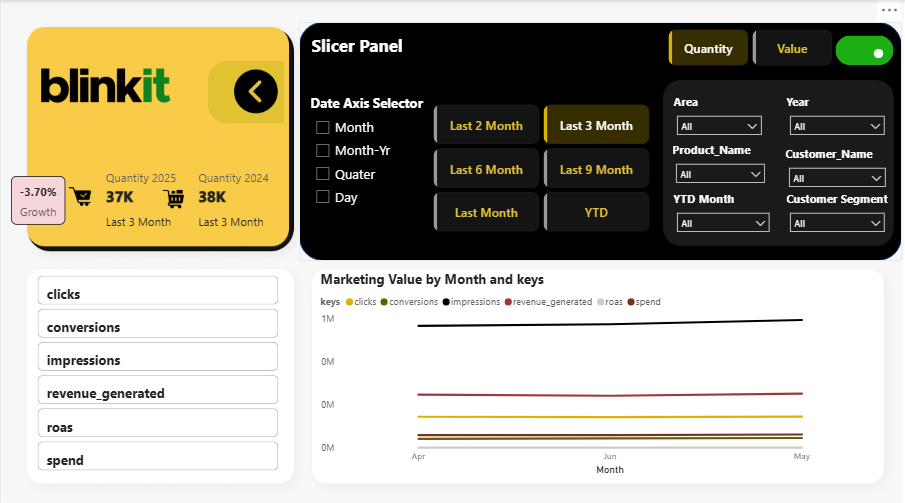 blinkit
Quantity 2025
37K
Last 3 Month
Quantity 2024
38K
Last 3 Month
-3.70%
Growth
Slicer Panel
Quantity
Value
Date Axis Selector
Month
Month-Yr
Quater
Day
Last 2 Month
Last 3 Month
Last 6 Month
Last 9 Month
Last Month
YTD
Area
All
Year
All
Product_Name
All
Customer_Name
All
YTD Month
All
Customer Segment
All
clicks
conversions
impressions
revenue_generated
roas
spend
Marketing Value by Month and keys
keys clicks conversions impressions revenue_generated roas spend
1M
0M
0M
0M
Apr Jun May
Month